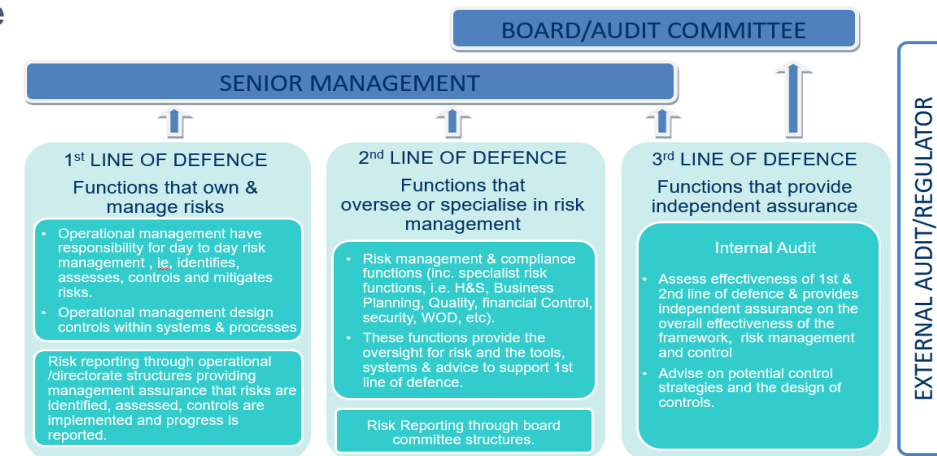 e
BOARD/AUDIT COMMITTEE
SENIOR MANAGEMENT
1st LINE OF DEFENCE
Functions that own &
manage risks
• Operational management have
responsibility for day to day risk
management , ie, identifies,
assesses, controls and mitigates
risks.
• Operational management design
controls within systems & processes
Risk reporting through operational
/directorate structures providing
management assurance that risks are
identified, assessed, controls are
implemented and progress is
reported.
2nd LINE OF DEFENCE
Functions that
oversee or specialise in risk
management
• Risk management & compliance
functions (inc. specialist risk
functions, i.e. H&S, Business
Planning, Quality, financial Control,
security, WOD, etc).
• These functions provide the
oversight for risk and the tools,
systems & advice to support 1st
line of defence.
Risk Reporting through board
committee structures.
3rd LINE OF DEFENCE
Functions that provide
independent assurance
Internal Audit
• Assess effectiveness of 1st &
2nd line of defence & provides
independent assurance on the
overall effectiveness of the
framework, risk management
and control
• Advise on potential control
strategies and the design of
controls.
EXTERNAL AUDIT/REGULATOR